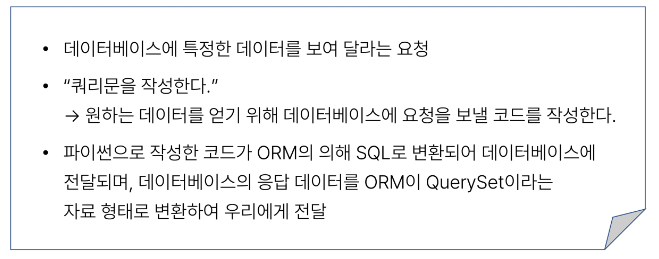 • 데이터베이스에 특정한 데이터를 보여 달라는 요청
• “쿼리문을 작성한다.”
→ 원하는 데이터를 얻기 위해 데이터베이스에 요청을 보낼 코드를 작성한다.
• 파이썬으로 작성한 코드가 ORM의 의해 SQL로 변환되어 데이터베이스에
전달되며, 데이터베이스의 응답 데이터를 ORM이 QuerySet이라는
자료 형태로 변환하여 우리에게 전달